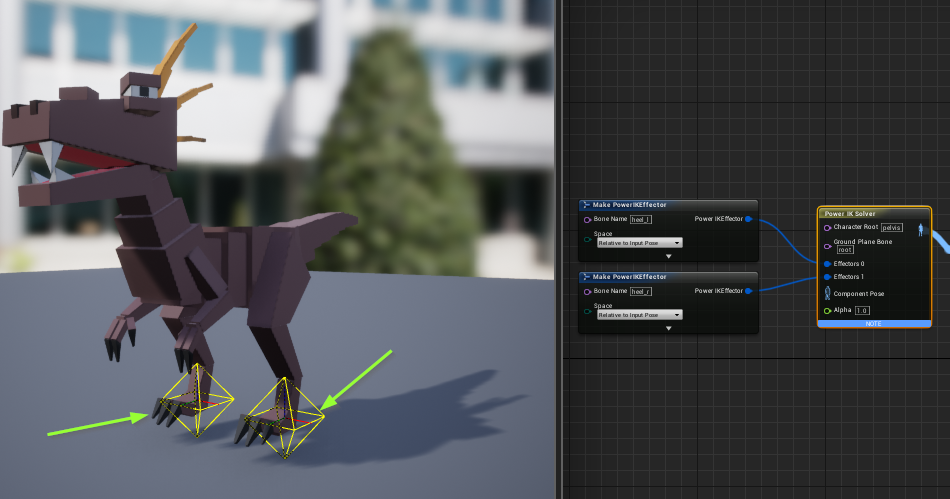 Make PowerIKEffector
Bone Name heel_l
Power IKEffector
Space
Relative to Input Pose
Make PowerIKEffector
Bone Name heel_r
Power IKEffector
Space
Relative to Input Pose
Power IK Solver
Character Root pelvis
Ground Plane Bone
root
Effectors 0
Effectors 1
Component Pose
Alpha 1.0
NOTE